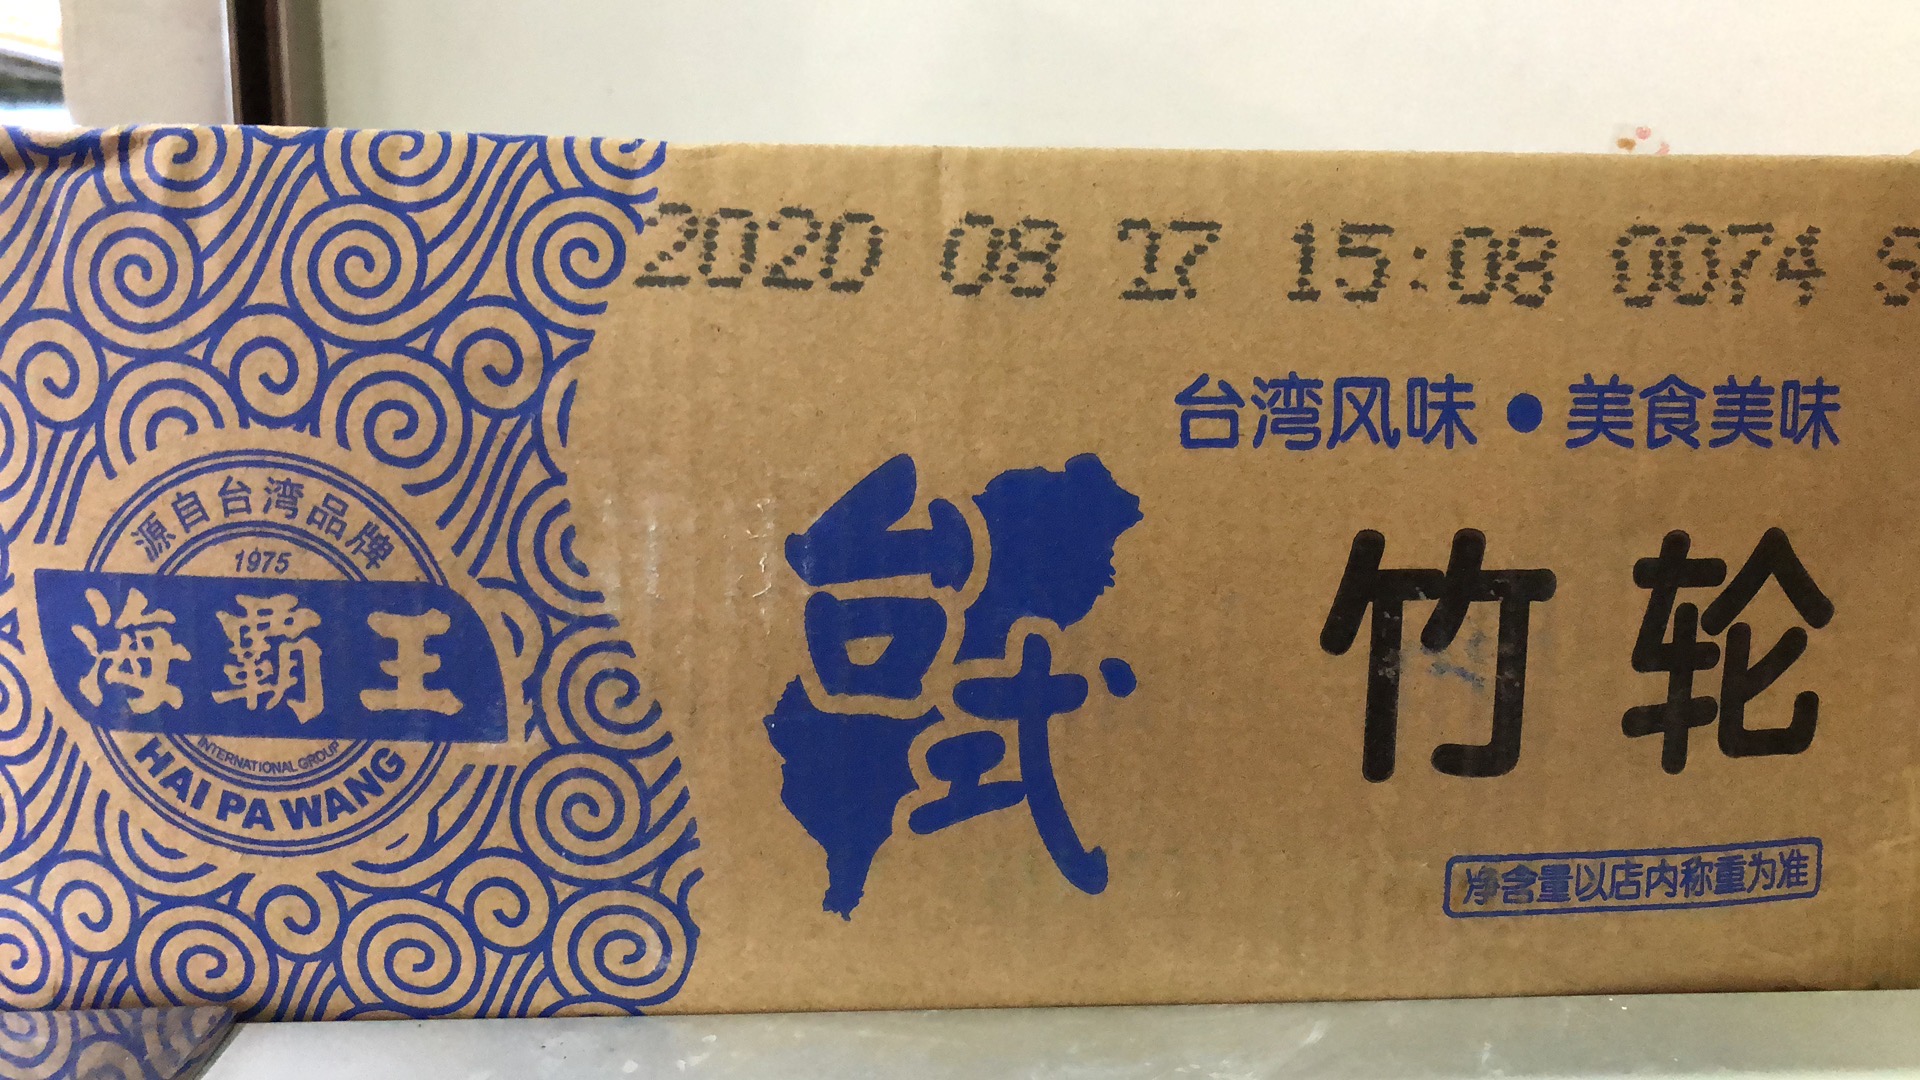 2020 08 27 15:08 0074 S
台湾风味·美食美味
源自台湾品牌
1975
海霸王
INTERNATIONAL GROUP
HAI PA WANG
台式
竹轮
净含量以店内称重为准